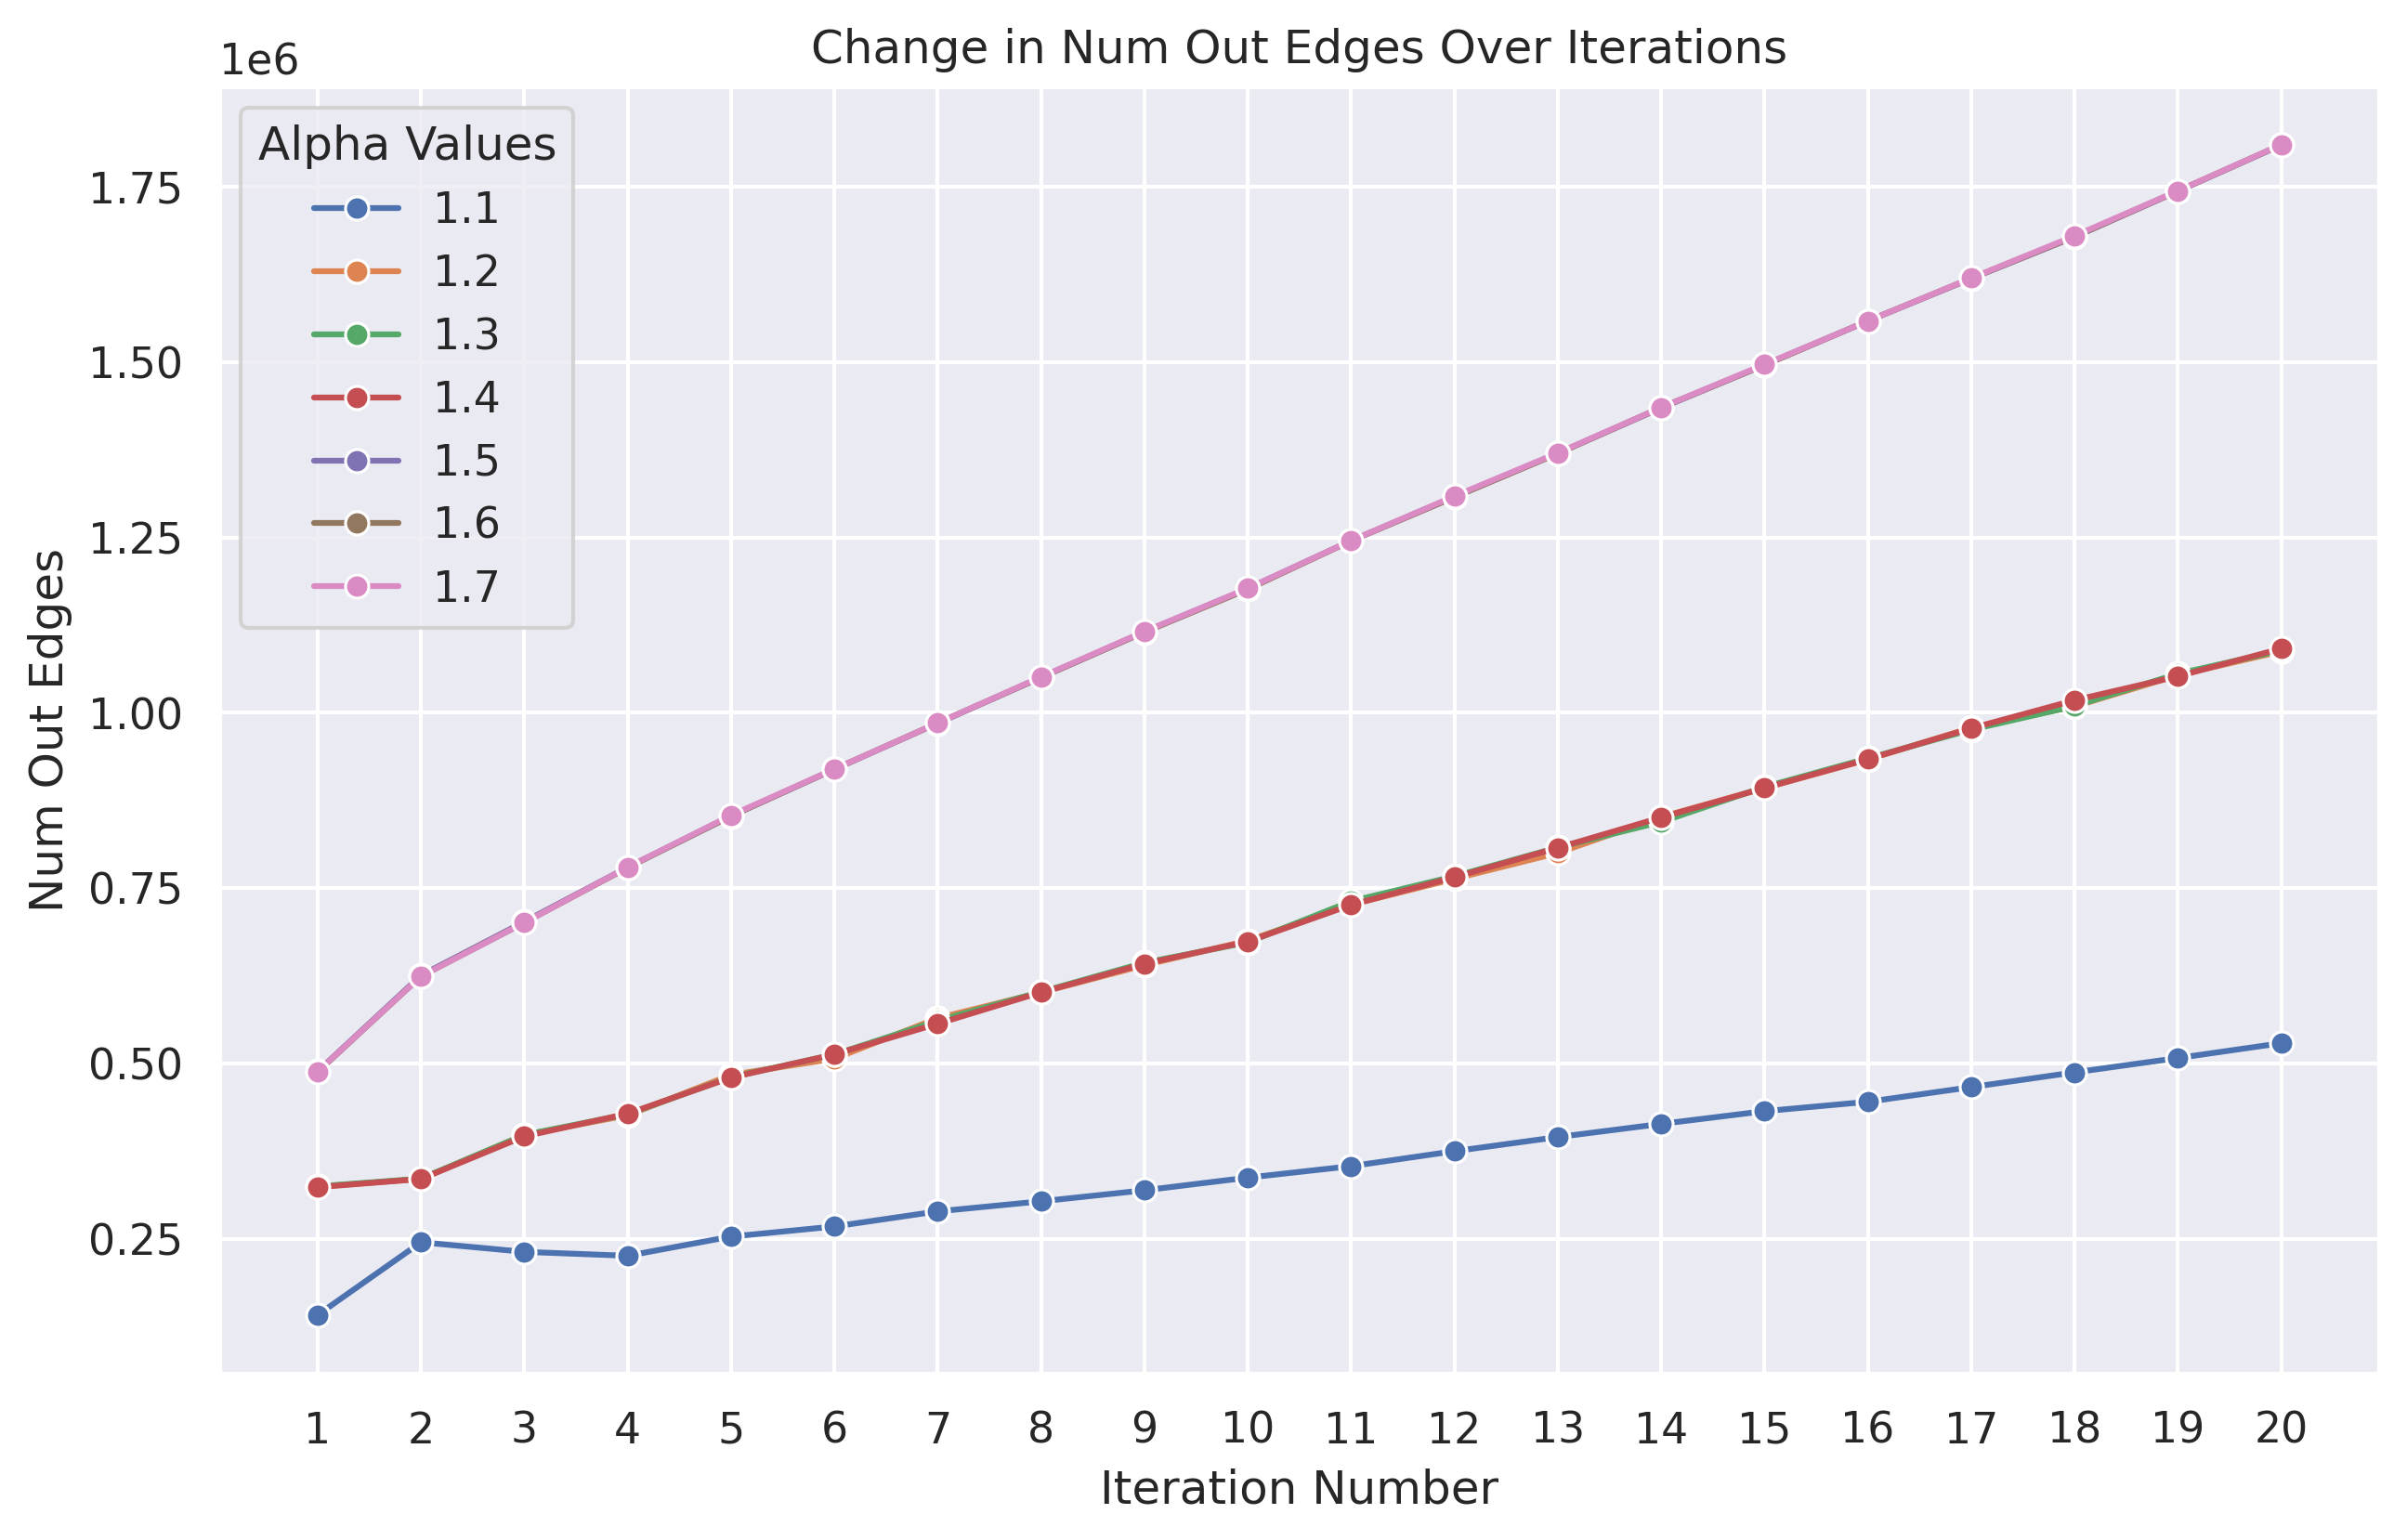 Change in Num Out Edges Over Iterations
1e6
Alpha Values
1.1
1.2
1.3
1.4
1.5
1.6
1.7
1.75
1.50
1.25
1.00
0.75
0.50
0.25
Num Out Edges
1 2 3 4 5 6 7 8 9 10 11 12 13 14 15 16 17 18 19 20
Iteration Number